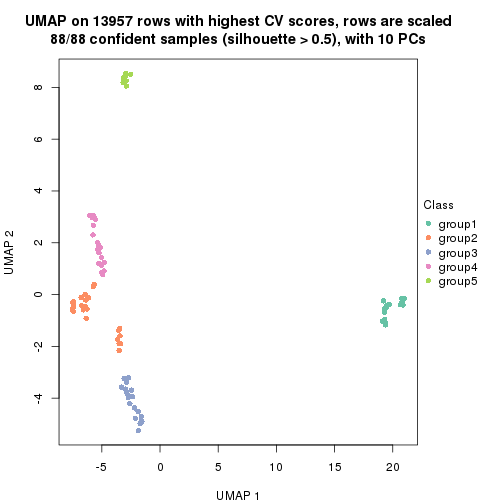 UMAP on 13957 rows with highest CV scores, rows are scaled
88/88 confident samples (silhouette > 0.5), with 10 PCs
8
6
4
2
0
-2
-4
UMAP 2
-5
0
5
10
15
20
UMAP 1
Class
group1
group2
group3
group4
group5